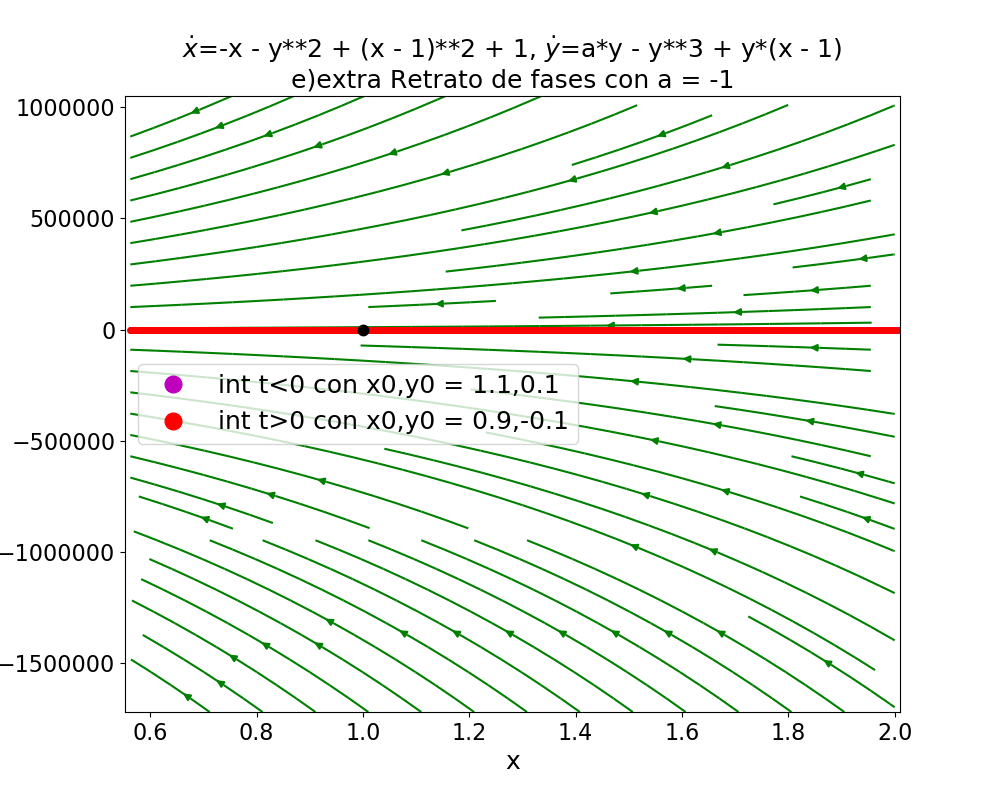 ẋ=-x - y**2 + (x - 1)**2 + 1, ẏ=a*y - y**3 + y*(x - 1)
e)extra Retrato de fases con a = -1
1000000
500000
0
int t<0 con x0,y0 = 1.1,0.1
int t>0 con x0,y0 = 0.9,-0.1
−500000
−1000000
−1500000
0.6 0.8 1.0 1.2 1.4 1.6 1.8 2.0
x